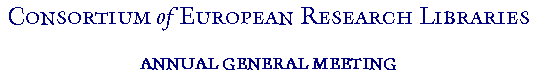 Consortium of European Research Libraries
ANNUAL GENERAL MEETING